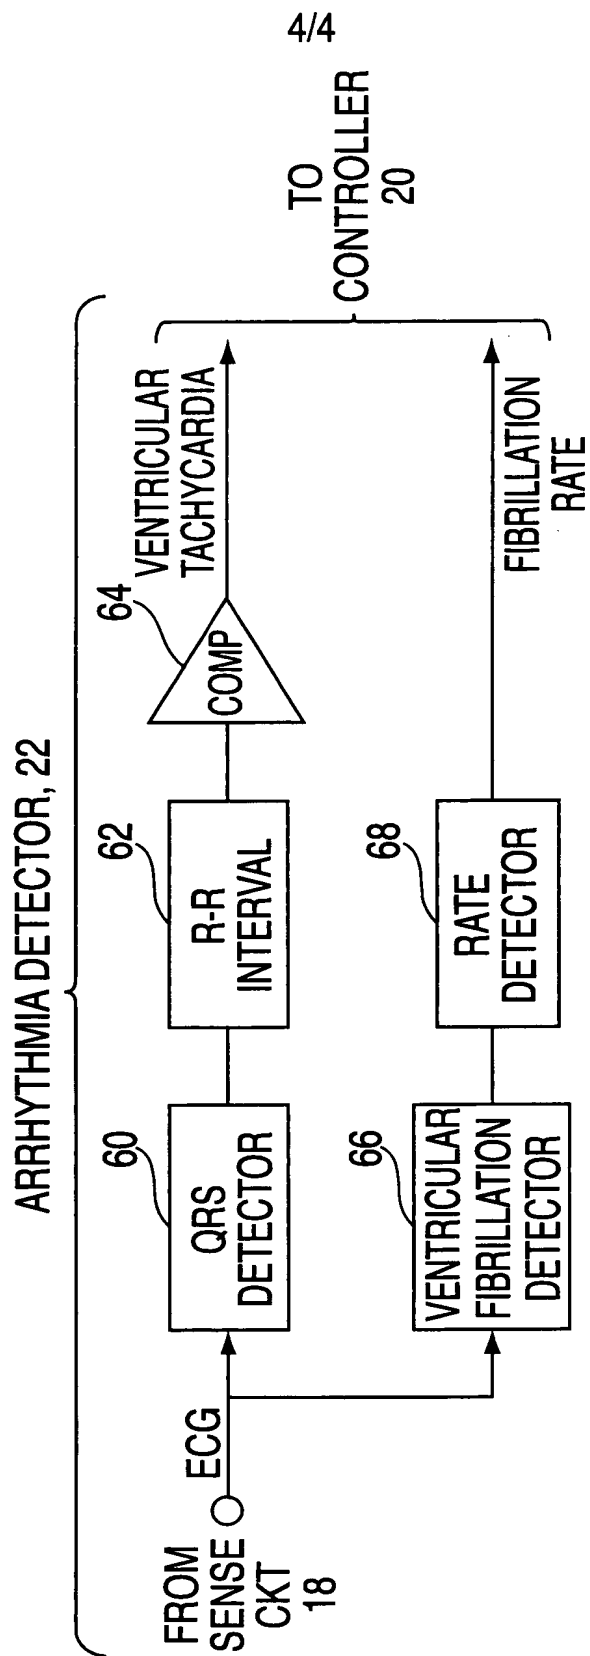 4/4
ARRHYTHMIA DETECTOR, 22
FROM
SENSE
CKT
18
ECG
60
QRS
DETECTOR
62
R-R
INTERVAL
64
COMP
VENTRICULAR
TACHYCARDIA
66
VENTRICULAR
FIBRILLATION
DETECTOR
68
RATE
DETECTOR
FIBRILLATION
RATE
TO
CONTROLLER
20